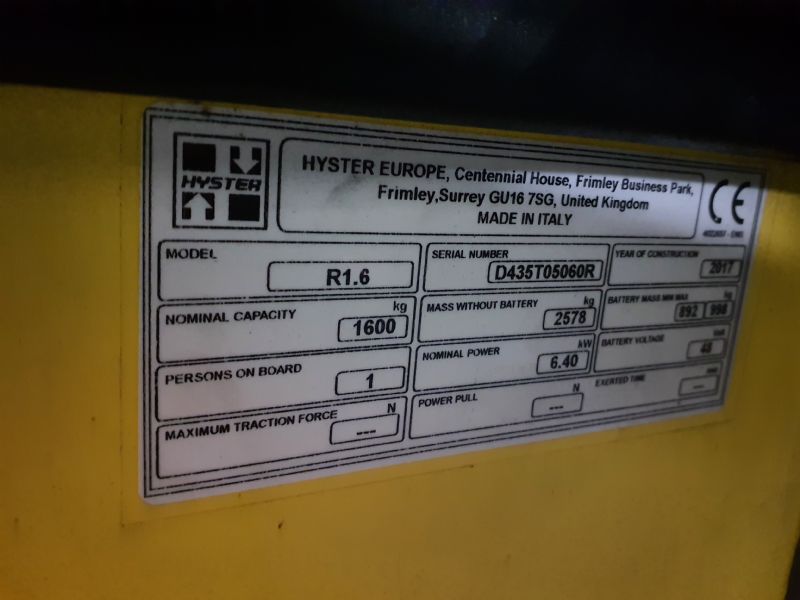 HYSTER
HYSTER EUROPE, Centennial House, Frimley Business Park,
Frimley,Surrey GU16 7SG, United Kingdom
MADE IN ITALY
CE
MODEL
R1.6
SERIAL NUMBER
D435T05060R
YEAR OF CONSTRUCTION
2017
NOMINAL CAPACITY
kg
1600
MASS WITHOUT BATTERY
kg
2578
BATTERY MASS MIN MAX
kg
892 998
PERSONS ON BOARD
1
NOMINAL POWER
kW
6.40
BATTERY VOLTAGE
48
MAXIMUM TRACTION FORCE
N
---
POWER PULL
N
---
EXERTED TIME
---